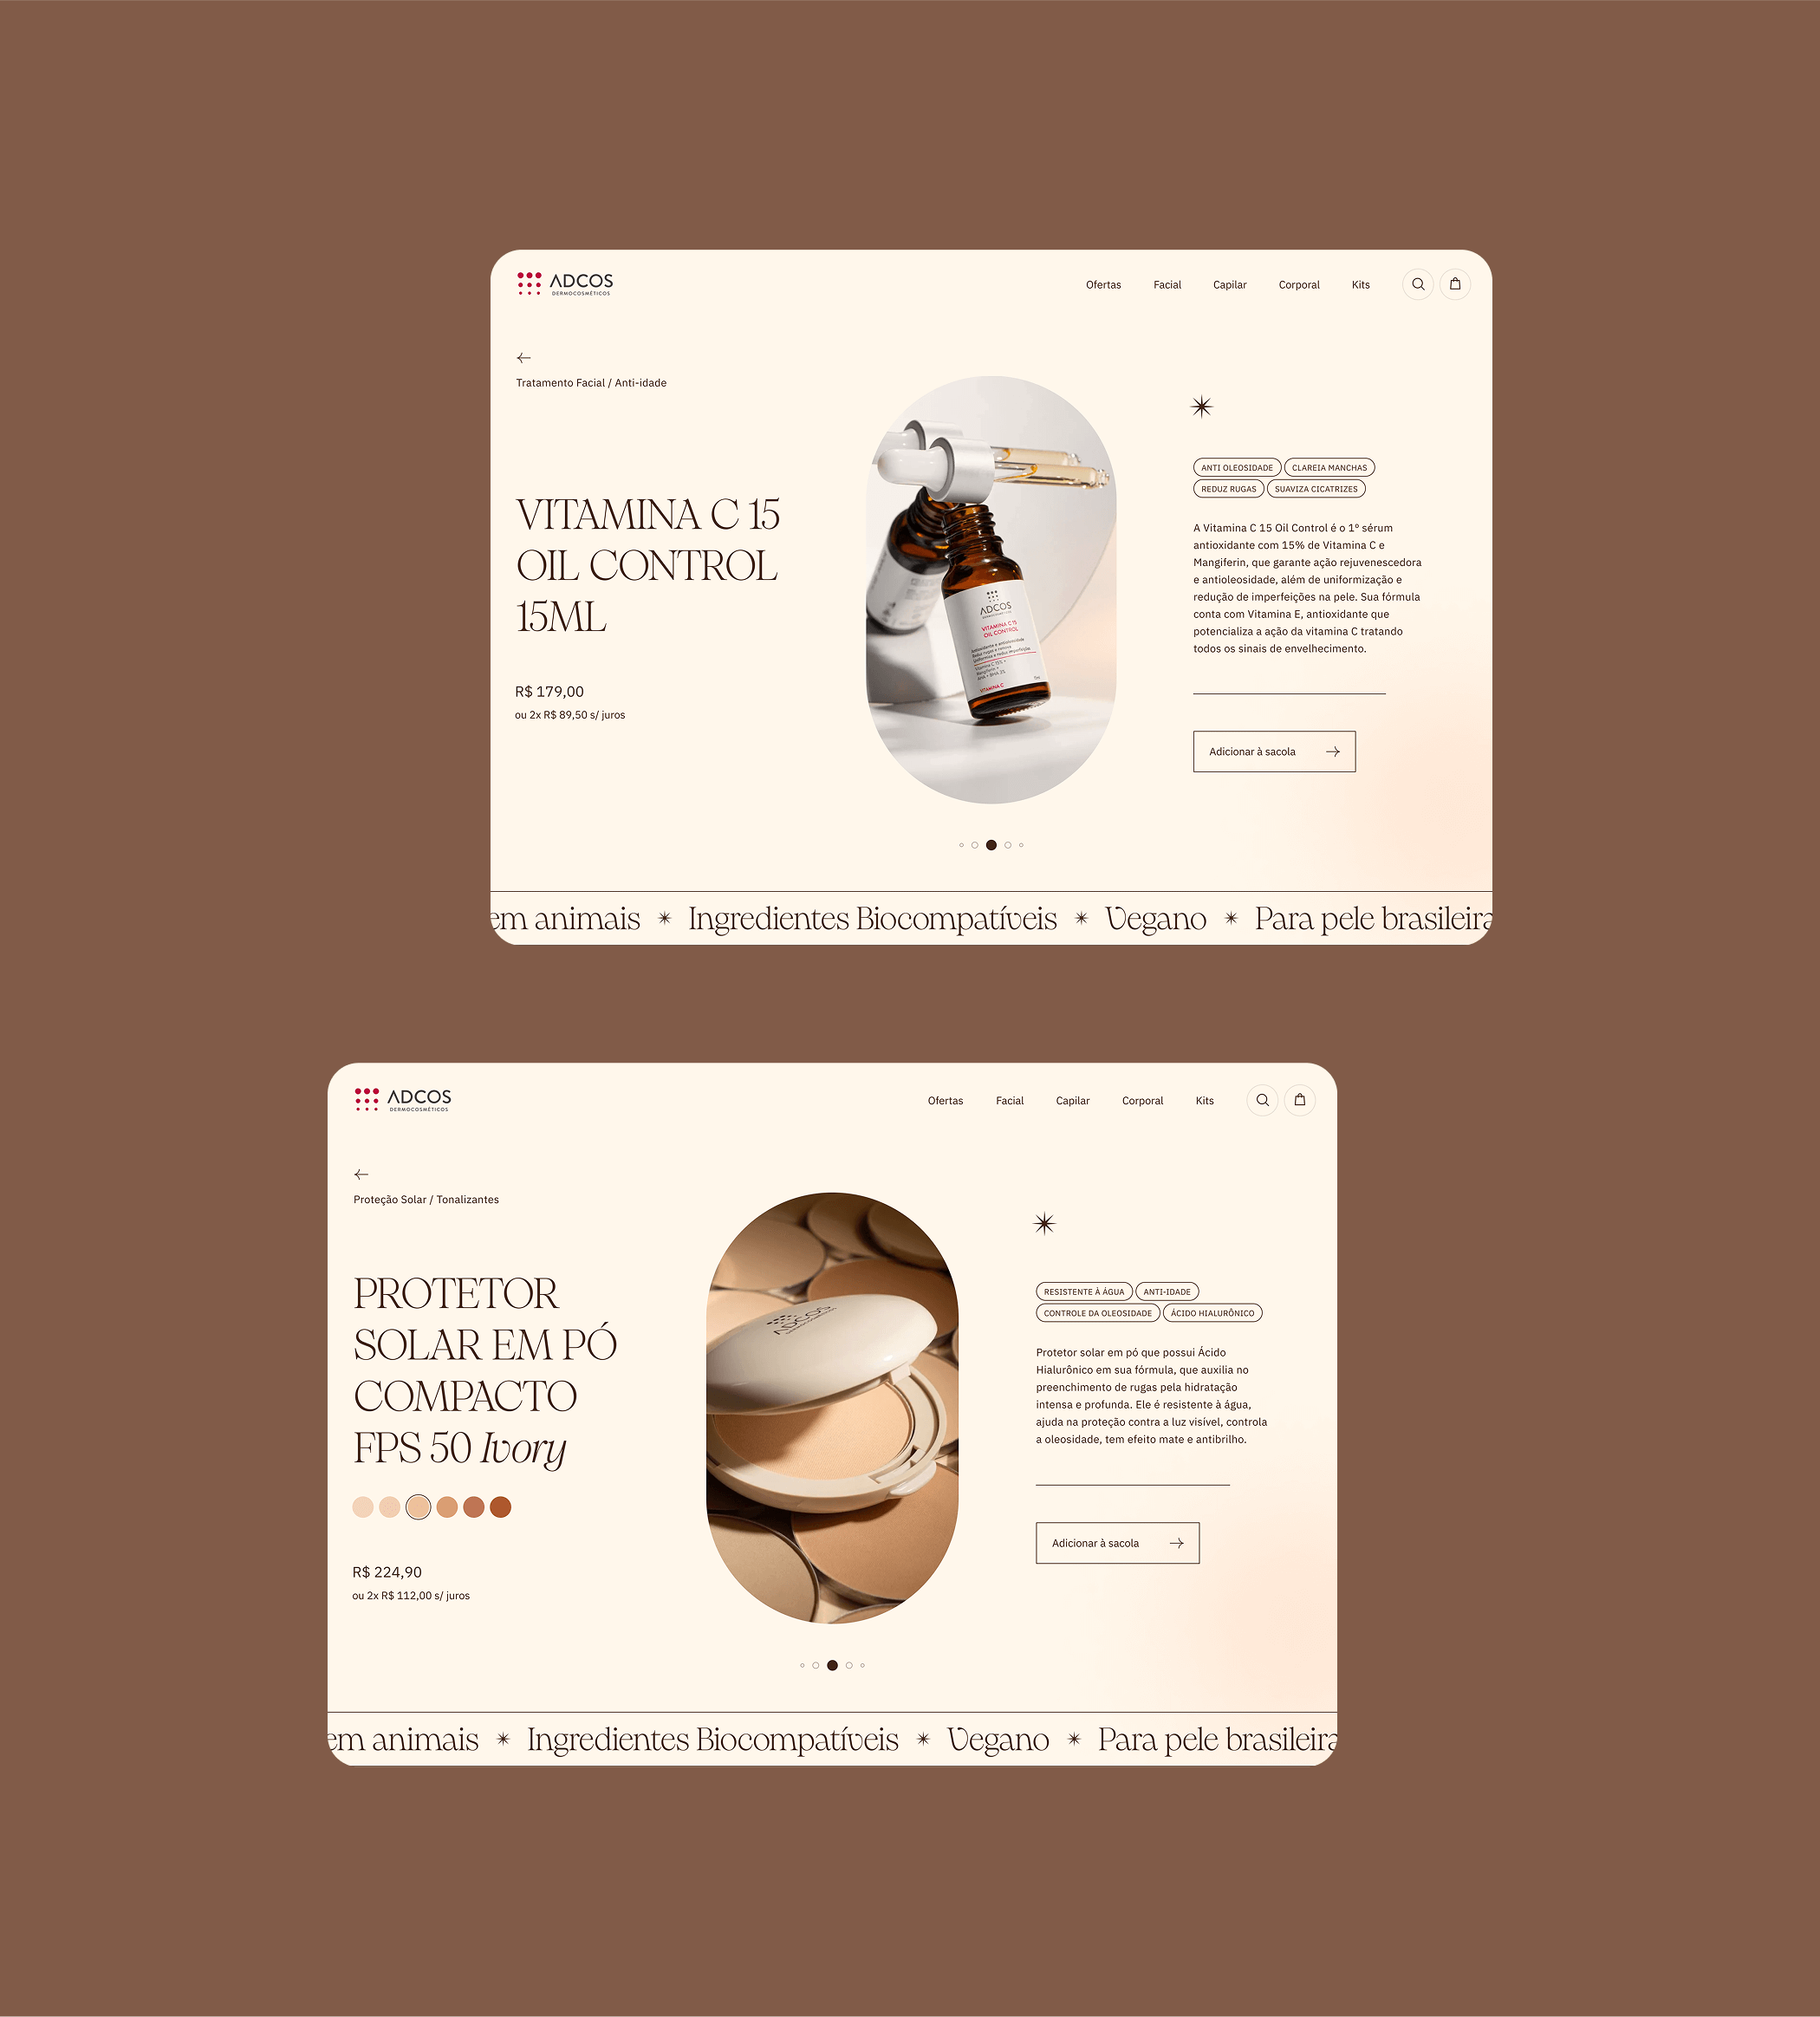 ADCOS
DERMOCOSMÉTICOS
Ofertas
Facial
Capilar
Corporal
Kits
Tratamento Facial / Anti-idade
VITAMINA C 15
OIL CONTROL
15ML
R$ 179,00
ou 2x R$ 89,50 s/ juros
ADCOS
VITAMINA C 15
OIL CONTROL
VITAMINA C
ANTI OLEOSIDADE
CLAREIA MANCHAS
REDUZ RUGAS
SUAVIZA CICATRIZES
A Vitamina C 15 Oil Control é o 1º sérum
antioxidante com 15% de Vitamina C e
Mangiferin, que garante ação rejuvenescedora
e antioleosidade, além de uniformização e
redução de imperfeições na pele. Sua fórmula
conta com Vitamina E, antioxidante que
potencializa a ação da vitamina C tratando
todos os sinais de envelhecimento.
Adicionar à sacola
em animais ✴ Ingredientes Biocompatíveis ✴ Vegano ✴ Para pele brasileira
ADCOS
DERMOCOSMÉTICOS
Ofertas
Facial
Capilar
Corporal
Kits
Proteção Solar / Tonalizantes
PROTETOR
SOLAR EM PÓ
COMPACTO
FPS 50 Ivory
R$ 224,90
ou 2x R$ 112,00 s/ juros
ADCOS
RESISTENTE À ÁGUA
ANTI-IDADE
CONTROLE DA OLEOSIDADE
ÁCIDO HIALURÔNICO
Protetor solar em pó que possui Ácido
Hialurônico em sua fórmula, que auxilia no
preenchimento de rugas pela hidratação
intensa e profunda. Ele é resistente à água,
ajuda na proteção contra a luz visível, controla
a oleosidade, tem efeito mate e antibrilho.
Adicionar à sacola
em animais ✴ Ingredientes Biocompatíveis ✴ Vegano ✴ Para pele brasileira